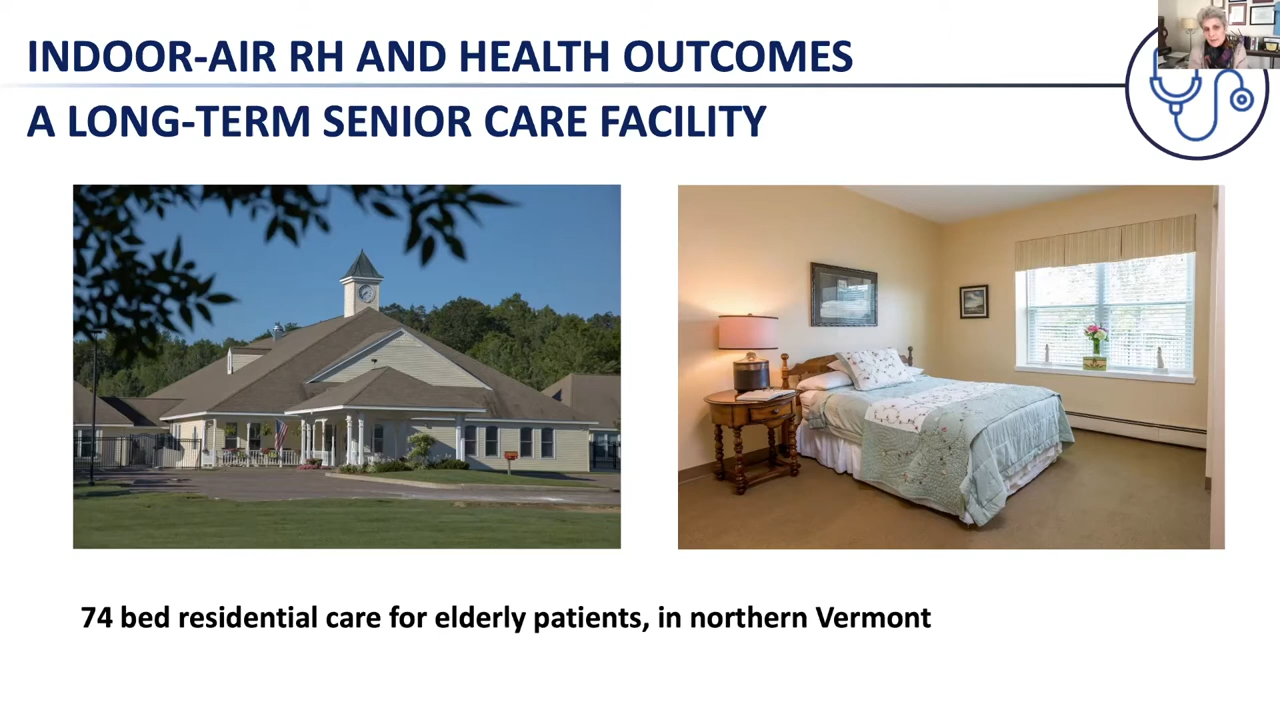 INDOOR-AIR RH AND HEALTH OUTCOMES
A LONG-TERM SENIOR CARE FACILITY
74 bed residential care for elderly patients, in northern Vermont